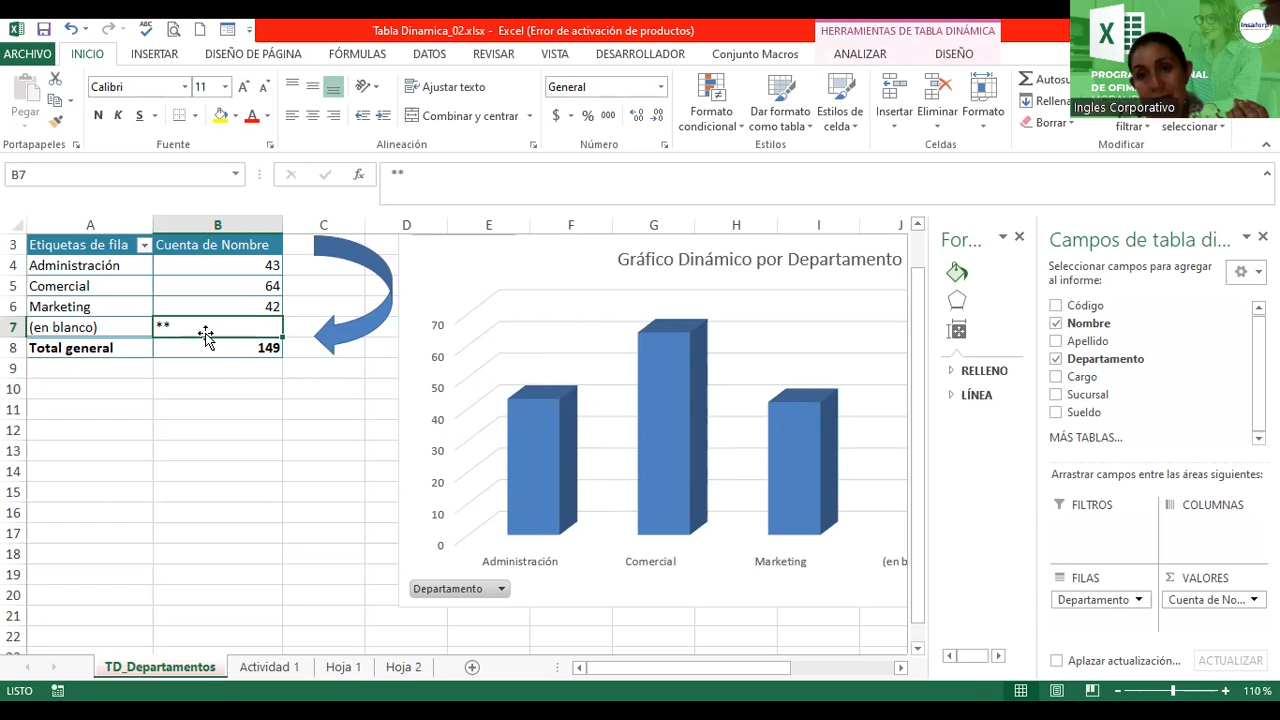 Tabla Dinamica_02.xlsx - Excel (Error de activación de productos)
HERRAMIENTAS DE TABLA DINÁMICA
ARCHIVO INICIO INSERTAR DISEÑO DE PÁGINA FÓRMULAS DATOS REVISAR VISTA DESARROLLADOR Conjunto Macros ANALIZAR DISEÑO
Pegar
Calibri 11
N K S
Ajustar texto
Combinar y centrar
General
$ % 000
Formato condicional
Dar formato como tabla
Estilos de celda
Insertar
Eliminar
Formato
Autosu
Rellena
Borrar
filtrar
seleccionar
Portapapeles Fuente Alineación Número Estilos Celdas Modificar
Insaforp
Ingles Corporativo
B7
fx
**
A B C D E F G H I J
3 Etiquetas de fila Cuenta de Nombre
4 Administración 43
5 Comercial 64
6 Marketing 42
7 (en blanco) **
8 Total general 149
9
10
11
12
13
14
15
16
17
18
19
20
21
22
Gráfico Dinámico por Departamento
70
60
50
40
30
20
10
0
Administración Comercial Marketing (en b
Departamento
For...
RELLENO
LÍNEA
Campos de tabla di...
Seleccionar campos para agregar
al informe:
Código
Nombre
Apellido
Departamento
Cargo
Sucursal
Sueldo
MÁS TABLAS...
Arrastrar campos entre las áreas siguientes:
FILTROS COLUMNAS
FILAS VALORES
Departamento Cuenta de No...
Aplazar actualización... ACTUALIZAR
TD_Departamentos Actividad 1 Hoja 1 Hoja 2
LISTO
110 %